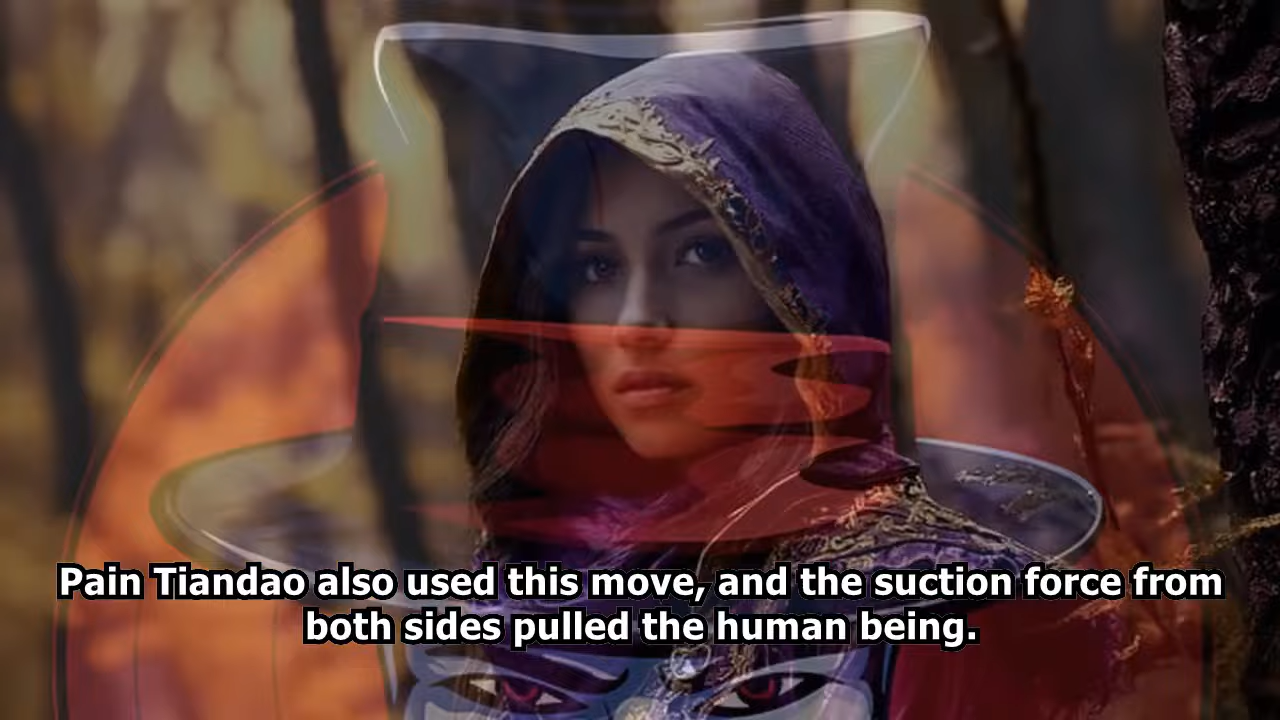 Pain Tiandao also used this move, and the suction force from
both sides pulled the human being.